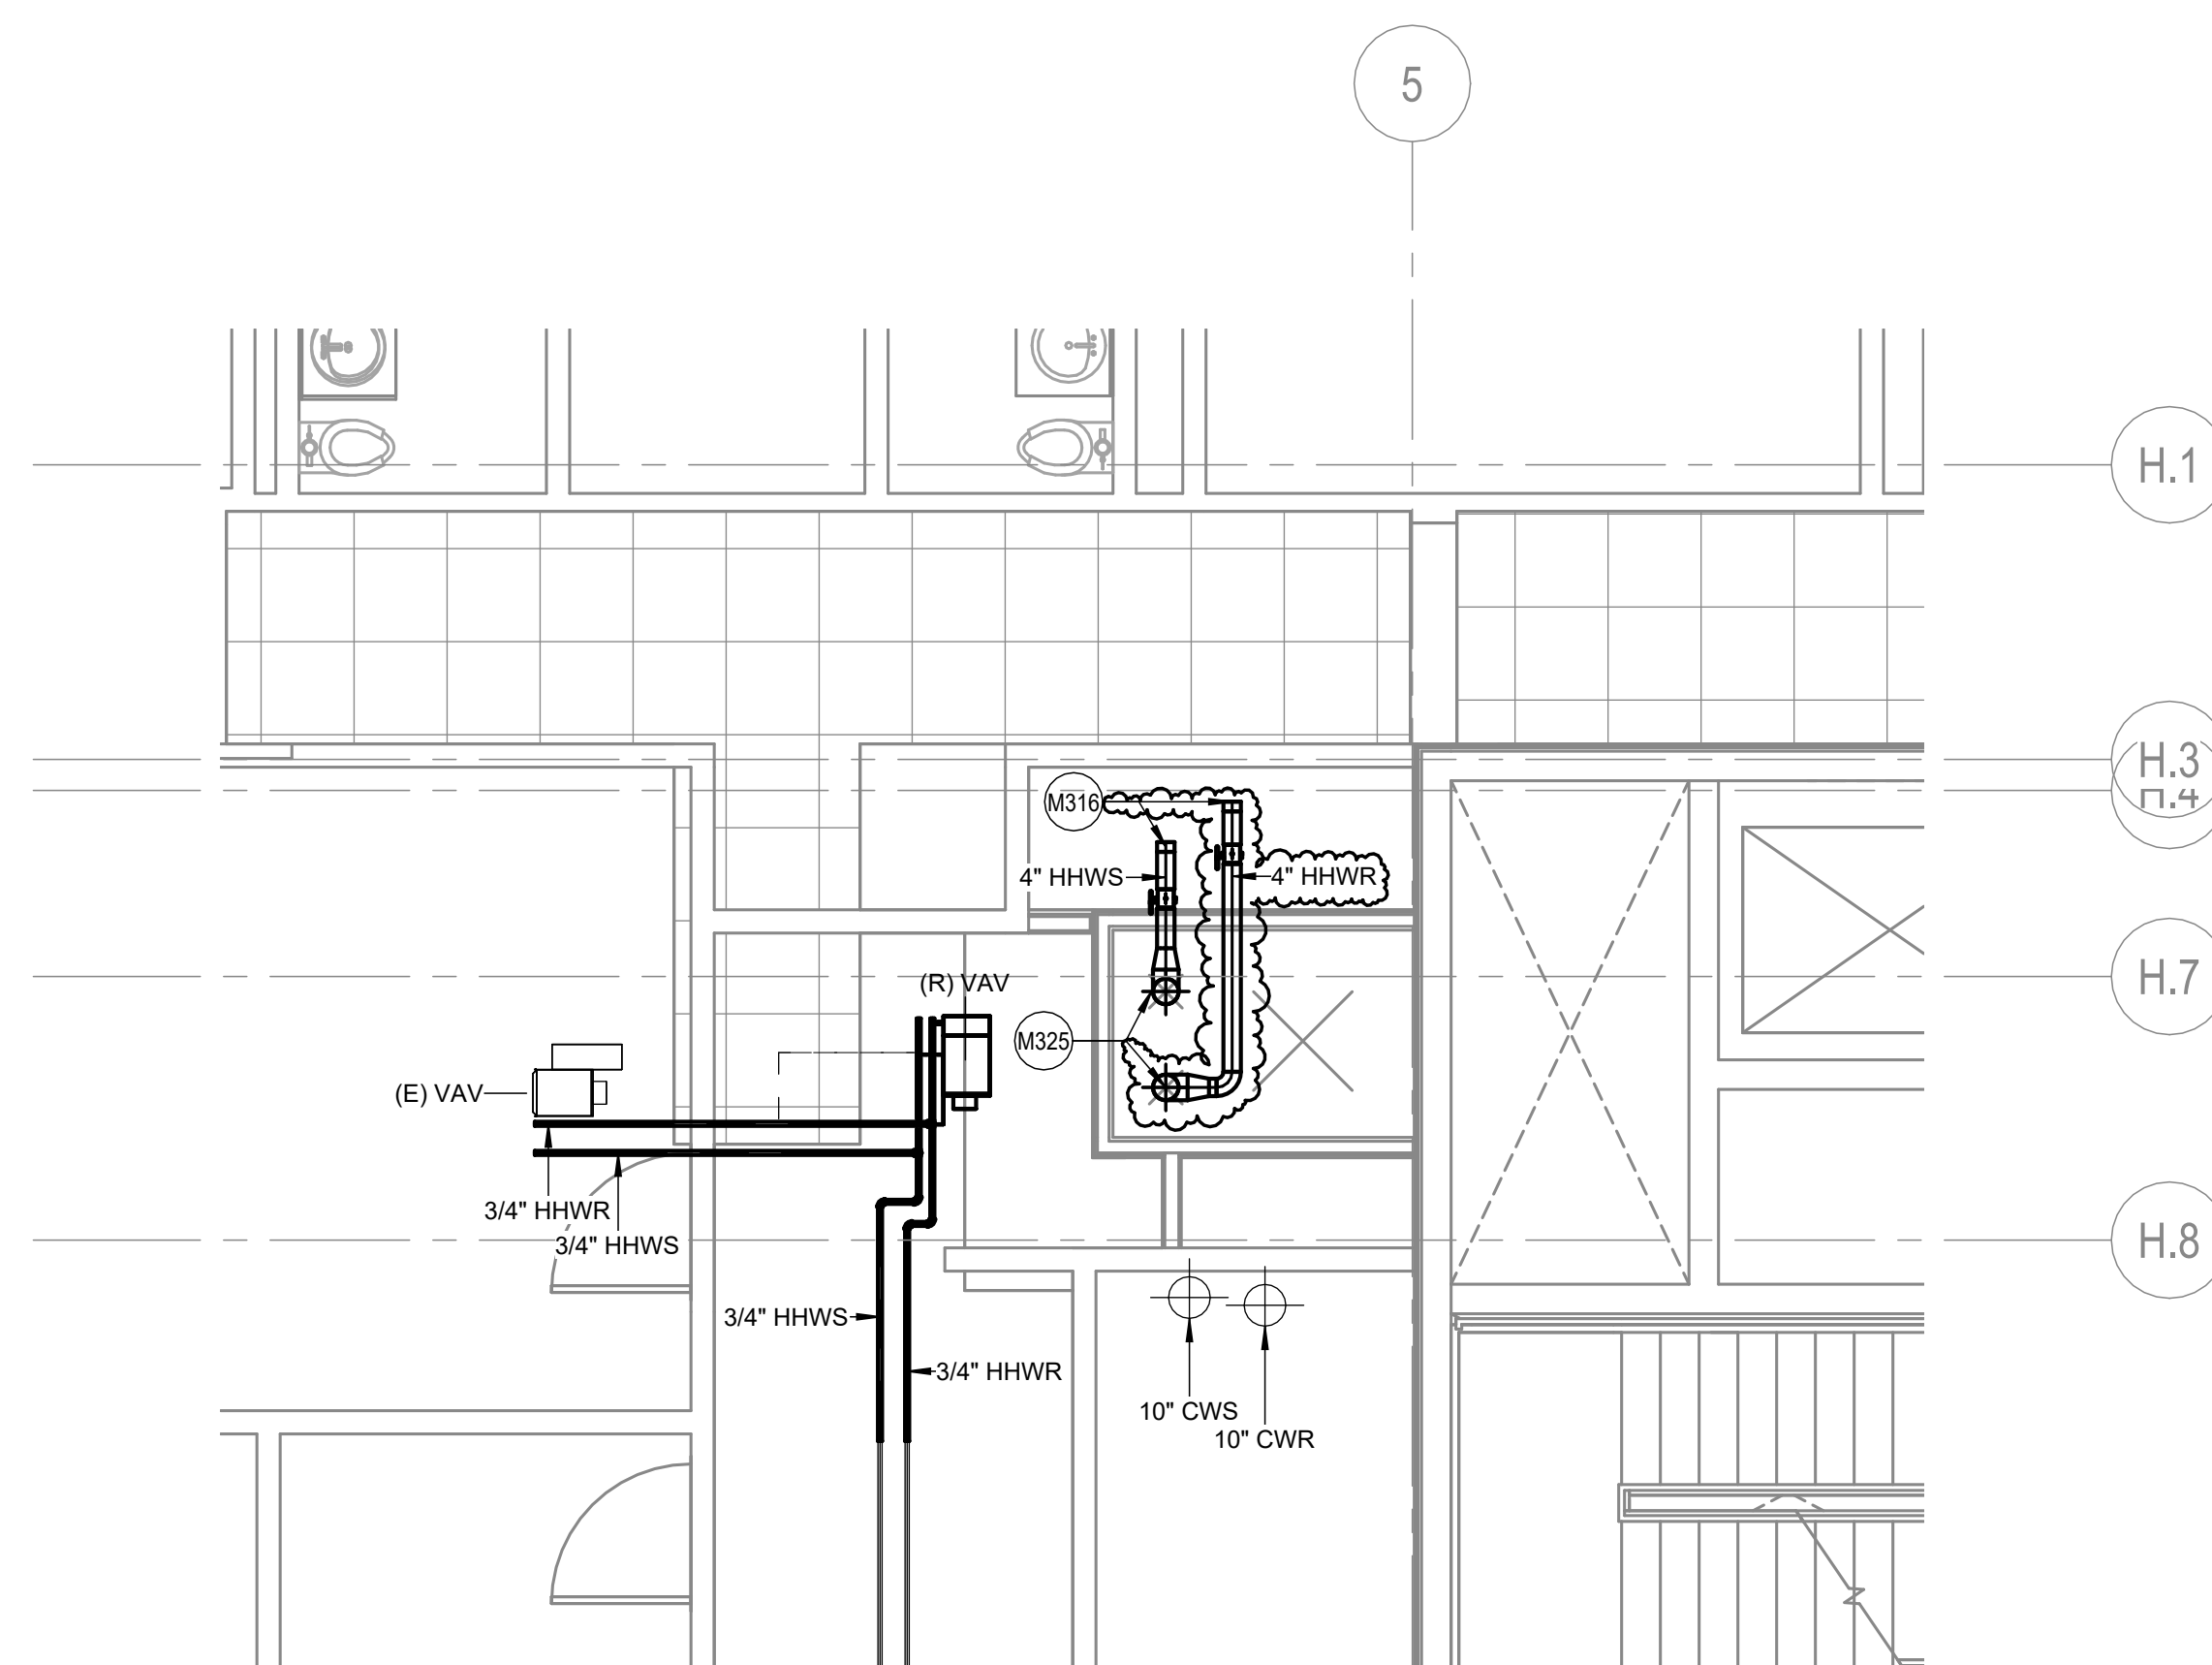 5
H.1
H.3
H.4
M316
4" HHWS
4" HHWR
H.7
(R) VAV
M325
(E) VAV
3/4" HHWR
3/4" HHWS
H.8
3/4" HHWS
3/4" HHWR
10" CWS
10" CWR